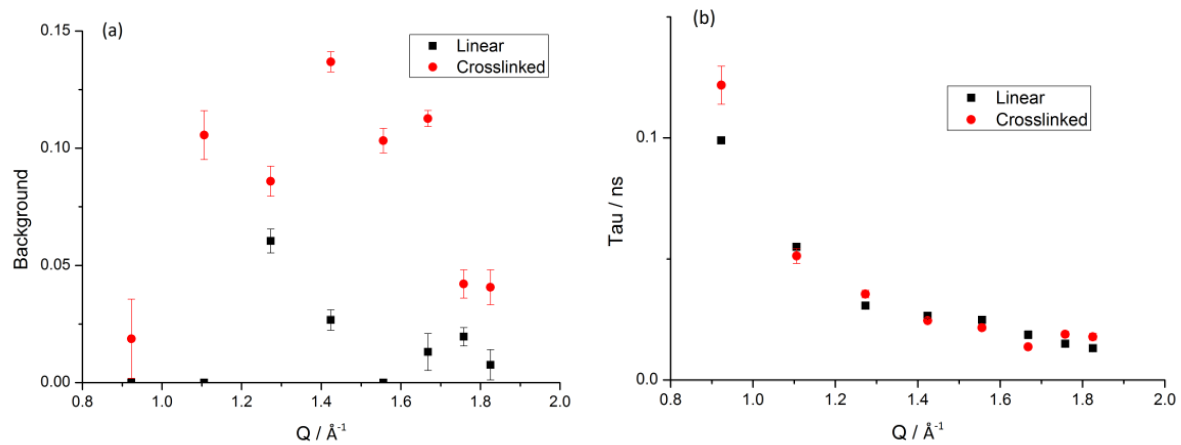 (a)
Linear
Crosslinked
0.15
0.10
0.05
0.00
Background
0.8
1.0
1.2
1.4
1.6
1.8
2.0
Q / Å⁻¹
(b)
Linear
Crosslinked
0.1
0.0
Tau / ns
0.8
1.0
1.2
1.4
1.6
1.8
2.0
Q / Å⁻¹